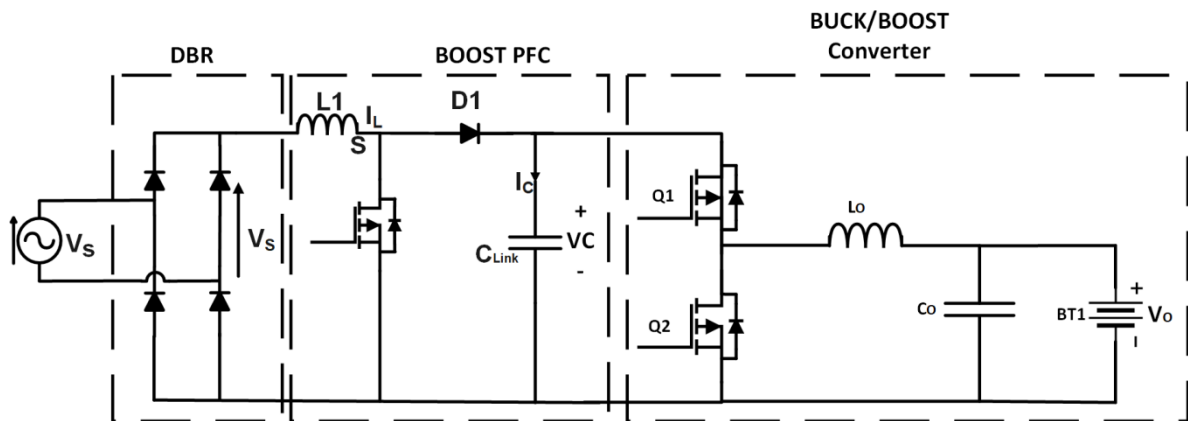 BUCK/BOOST
Converter
DBR
BOOST PFC
L1
IL
S
D1
VS
VS
IC
CLink
+
VC
-
Q1
Q2
LO
CO
BT1
+
VO
I